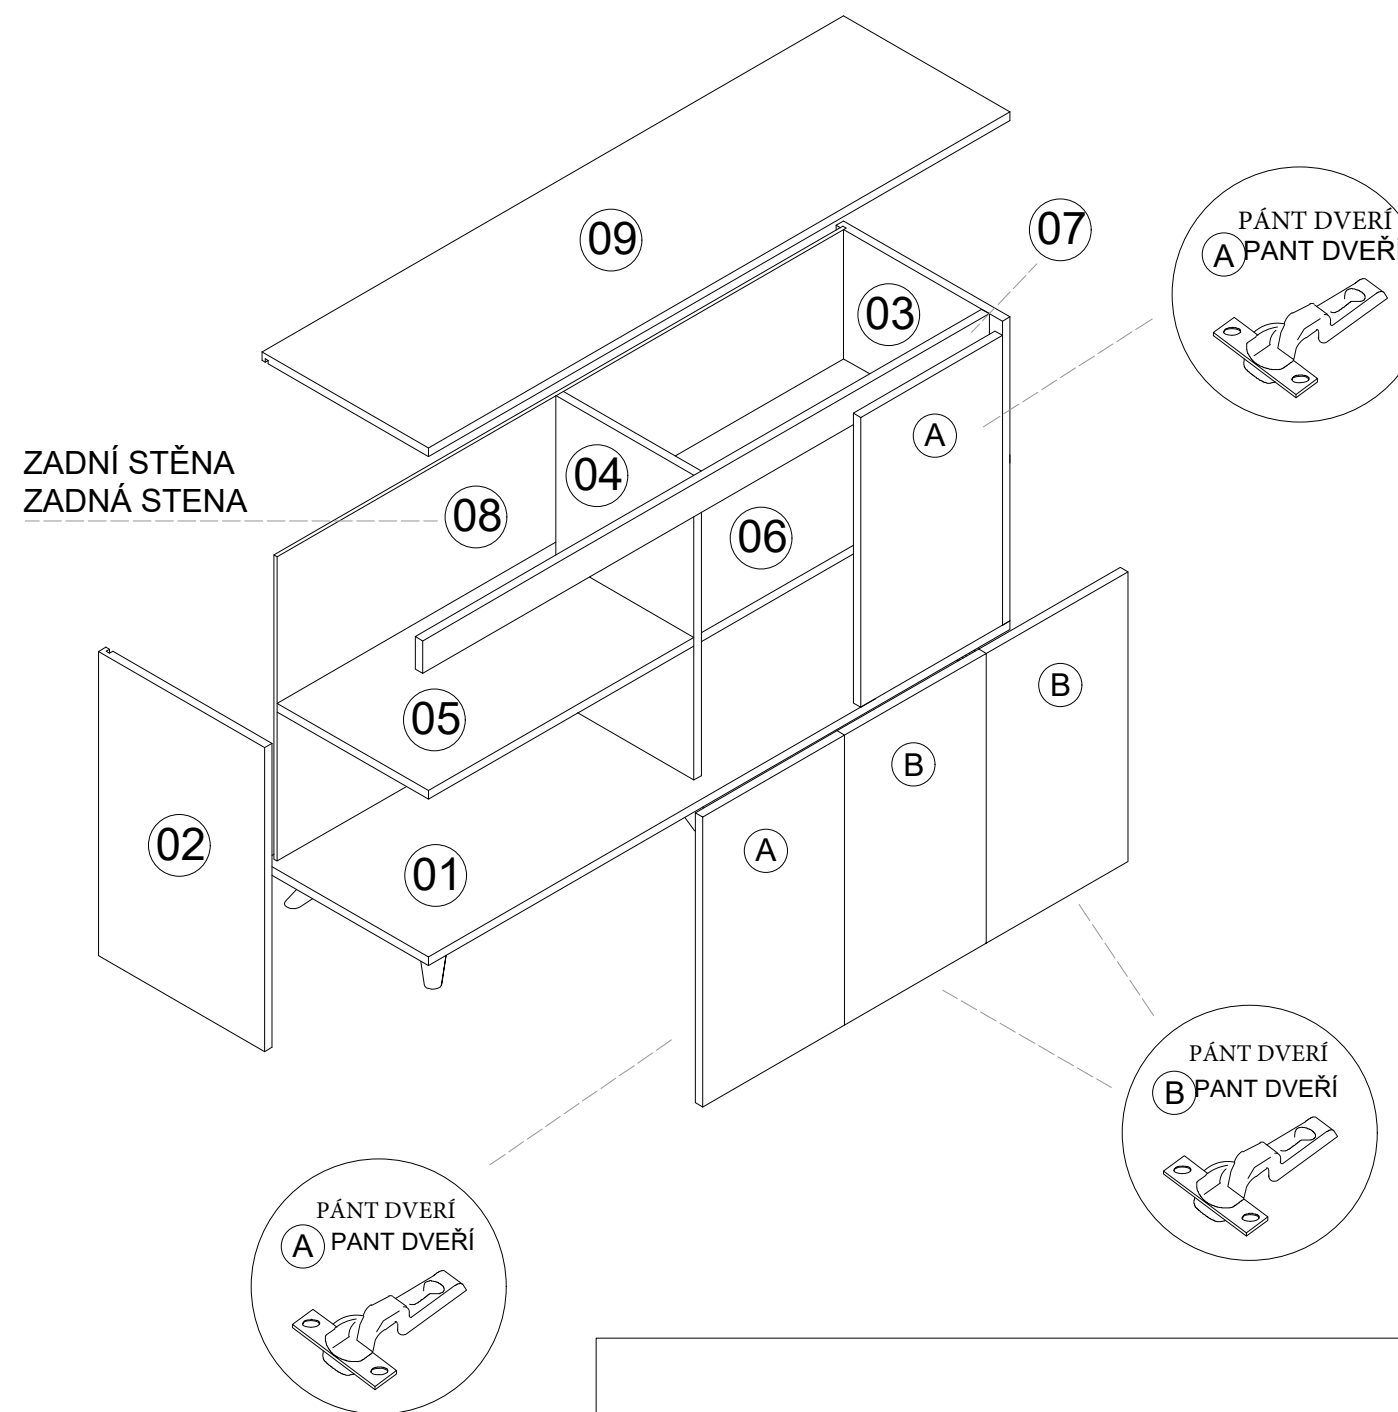 09
07
PÁNT DVERÍ
A PANT DVEŘ
03
A
ZADNÍ STĚNA
ZADNÁ STENA
04
08
06
B
05
B
02
A
01
PÁNT DVERÍ
B PANT DVEŘÍ
PÁNT DVERÍ
A PANT DVEŘÍ